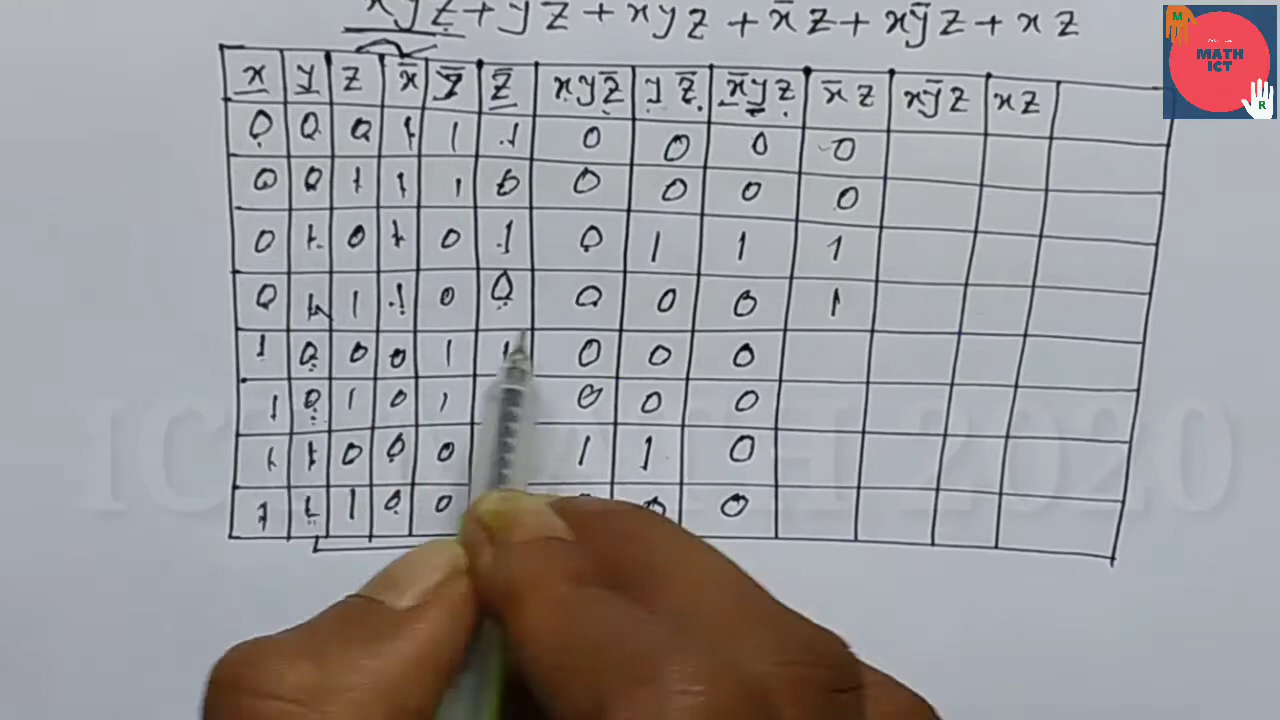 xyz̄ + yz̄ + xyz + x̄z + xȳz + xz
x y z x̄ ȳ z̄ xyz̄ yz̄ x̄yz x̄z xȳz xz
0 0 0 1 1 1 0 0 0 0
0 0 1 1 1 0 0 0 0 0
0 1 0 1 0 1 0 1 1 1
0 1 1 1 0 0 0 0 0 1
1 0 0 0 1 1 0 0 0
1 0 1 0 1 0 0 0
1 1 0 0 0 1 1 0
1 1 1 0 0 0 0
M
MATH
ICT
R